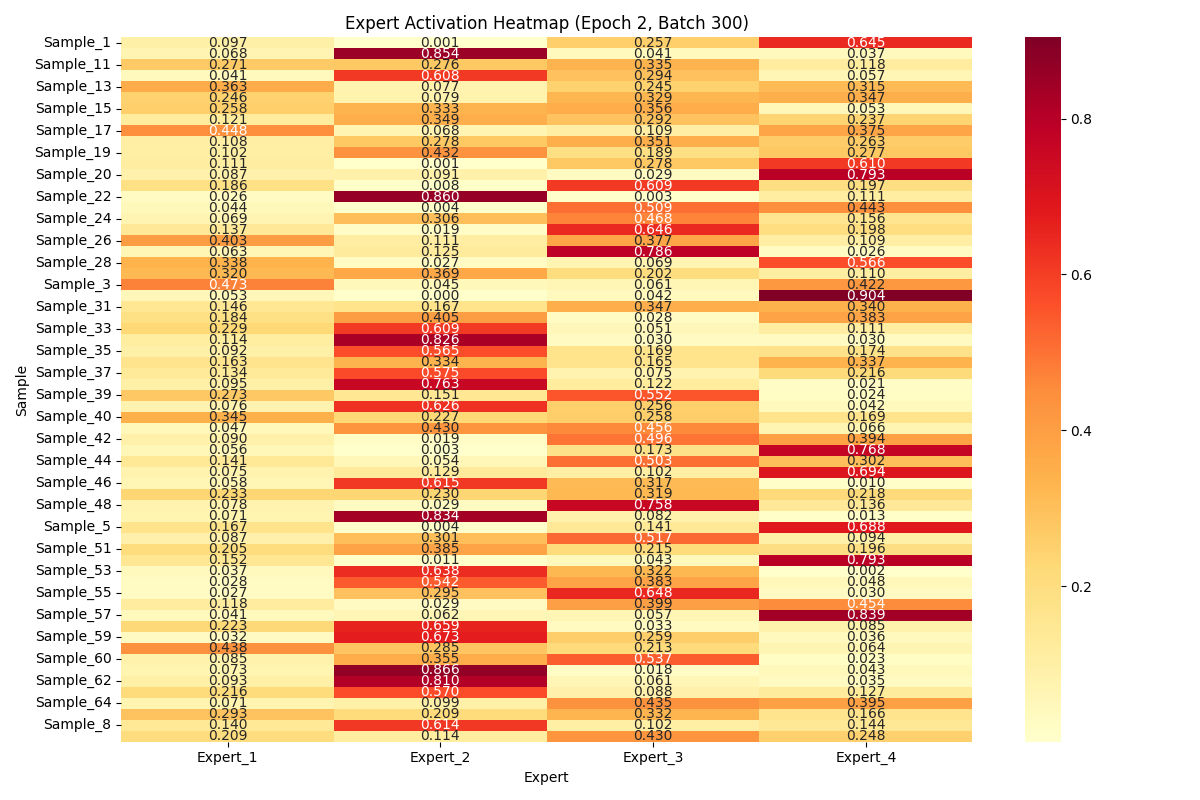 Expert Activation Heatmap (Epoch 2, Batch 300)
Sample_1 0.097 0.001 0.257 0.645
0.068 0.854 0.041 0.037
Sample_11 0.271 0.276 0.335 0.118
0.041 0.608 0.294 0.057
Sample_13 0.363 0.077 0.245 0.315
0.246 0.079 0.329 0.347
Sample_15 0.258 0.333 0.356 0.053
0.121 0.349 0.292 0.237
Sample_17 0.448 0.068 0.109 0.375
0.108 0.278 0.351 0.263
Sample_19 0.102 0.432 0.189 0.277
0.111 0.001 0.278 0.610
Sample_20 0.087 0.091 0.029 0.793
0.186 0.008 0.609 0.197
Sample_22 0.026 0.860 0.003 0.111
0.044 0.004 0.509 0.443
Sample_24 0.069 0.306 0.468 0.156
0.137 0.019 0.646 0.198
Sample_26 0.403 0.111 0.377 0.109
0.063 0.125 0.786 0.026
Sample_28 0.338 0.027 0.069 0.566
0.320 0.369 0.202 0.110
Sample_3 0.473 0.045 0.061 0.422
0.053 0.000 0.042 0.904
Sample_31 0.146 0.167 0.347 0.340
0.184 0.405 0.028 0.383
Sample_33 0.229 0.609 0.051 0.111
0.114 0.826 0.030 0.030
Sample_35 0.092 0.565 0.169 0.174
0.163 0.334 0.165 0.337
Sample_37 0.134 0.575 0.075 0.216
0.095 0.763 0.122 0.021
Sample_39 0.273 0.151 0.552 0.024
0.076 0.626 0.256 0.042
Sample_40 0.345 0.227 0.258 0.169
0.047 0.430 0.456 0.066
Sample_42 0.090 0.019 0.496 0.394
0.056 0.003 0.173 0.768
Sample_44 0.141 0.054 0.503 0.302
0.075 0.129 0.102 0.694
Sample_46 0.058 0.615 0.317 0.010
0.233 0.230 0.319 0.218
Sample_48 0.078 0.029 0.758 0.136
0.071 0.834 0.082 0.013
Sample_5 0.167 0.004 0.141 0.688
0.087 0.301 0.517 0.094
Sample_51 0.205 0.385 0.215 0.196
0.152 0.011 0.043 0.793
Sample_53 0.037 0.638 0.322 0.002
0.028 0.542 0.383 0.048
Sample_55 0.027 0.295 0.648 0.030
0.118 0.029 0.399 0.454
Sample_57 0.041 0.062 0.057 0.839
0.223 0.659 0.033 0.085
Sample_59 0.032 0.673 0.259 0.036
0.438 0.285 0.213 0.064
Sample_60 0.085 0.355 0.537 0.023
0.073 0.866 0.018 0.043
Sample_62 0.093 0.810 0.061 0.035
0.216 0.570 0.088 0.127
Sample_64 0.071 0.099 0.435 0.395
0.293 0.209 0.332 0.166
Sample_8 0.140 0.614 0.102 0.144
0.209 0.114 0.430 0.248
Expert_1 Expert_2 Expert_3 Expert_4
Expert
Sample
0.8
0.6
0.4
0.2